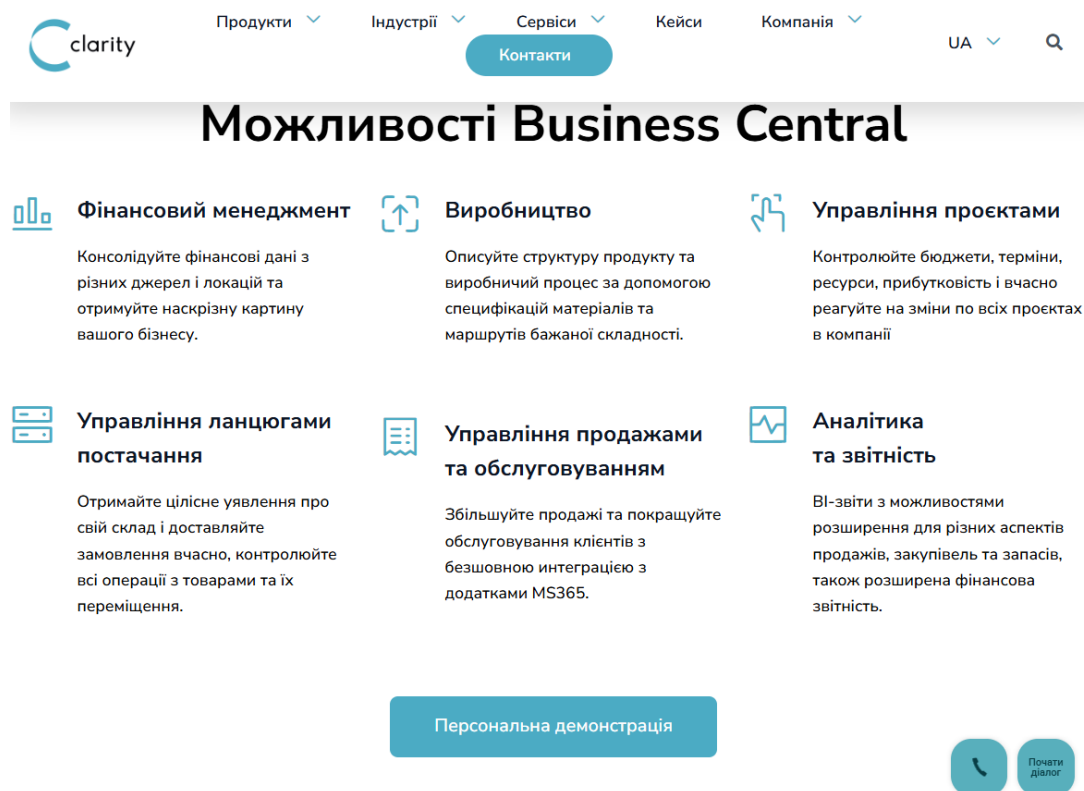 clarity
Продукти
Індустрії
Сервіси
Кейси
Компанія
Контакти
UA
Можливості Business Central
Фінансовий менеджмент
Консолідуйте фінансові дані з
різних джерел і локацій та
отримуйте наскрізну картину
вашого бізнесу.
Виробництво
Описуйте структуру продукту та
виробничий процес за допомогою
специфікацій матеріалів та
маршрутів бажаної складності.
Управління проєктами
Контролюйте бюджети, терміни,
ресурси, прибутковість і вчасно
реагуйте на зміни по всіх проєктах
в компанії
Управління ланцюгами
постачання
Отримайте цілісне уявлення про
свій склад і доставляйте
замовлення вчасно, контролюйте
всі операції з товарами та їх
переміщення.
Управління продажами
та обслуговуванням
Збільшуйте продажі та покращуйте
обслуговування клієнтів з
безшовною интеграцією з
додатками MS365.
Аналітика
та звітність
BI-звіти з можливостями
розширення для різних аспектів
продажів, закупівель та запасів,
також розширена фінансова
звітність.
Персональна демонстрація
Почати
діалог